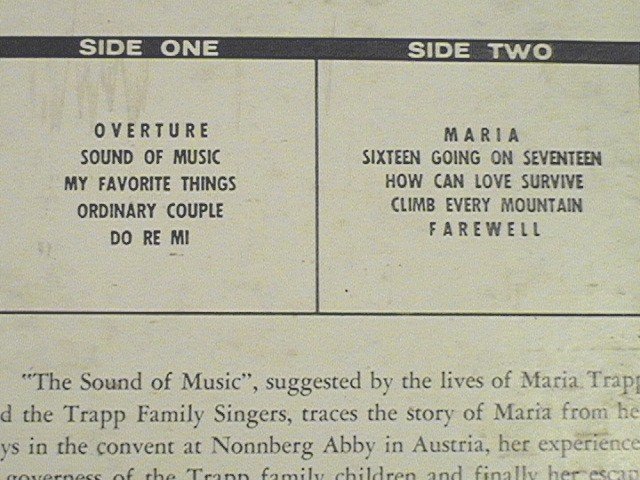 SIDE ONE
OVERTURE
SOUND OF MUSIC
MY FAVORITE THINGS
ORDINARY COUPLE
DO RE MI
SIDE TWO
MARIA
SIXTEEN GOING ON SEVENTEEN
HOW CAN LOVE SURVIVE
CLIMB EVERY MOUNTAIN
FAREWELL
"The Sound of Music", suggested by the lives of Maria Trapp
d the Trapp Family Singers, traces the story of Maria from he
ys in the convent at Nonnberg Abby in Austria, her experience
governess of the Trapp family children and finally her escap